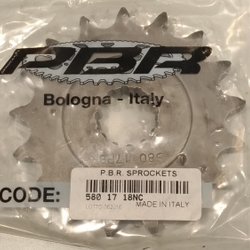 PBR
Bologna - Italy
CODE:
P.B.R. SPROCKETS
580 17 18NC
MADE IN ITALY